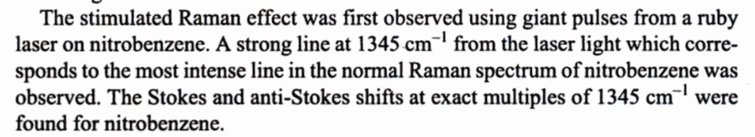 The stimulated Raman effect was first observed using giant pulses from a ruby
laser on nitrobenzene. A strong line at 1345 cm⁻¹ from the laser light which corre-
sponds to the most intense line in the normal Raman spectrum of nitrobenzene was
observed. The Stokes and anti-Stokes shifts at exact multiples of 1345 cm⁻¹ were
found for nitrobenzene.